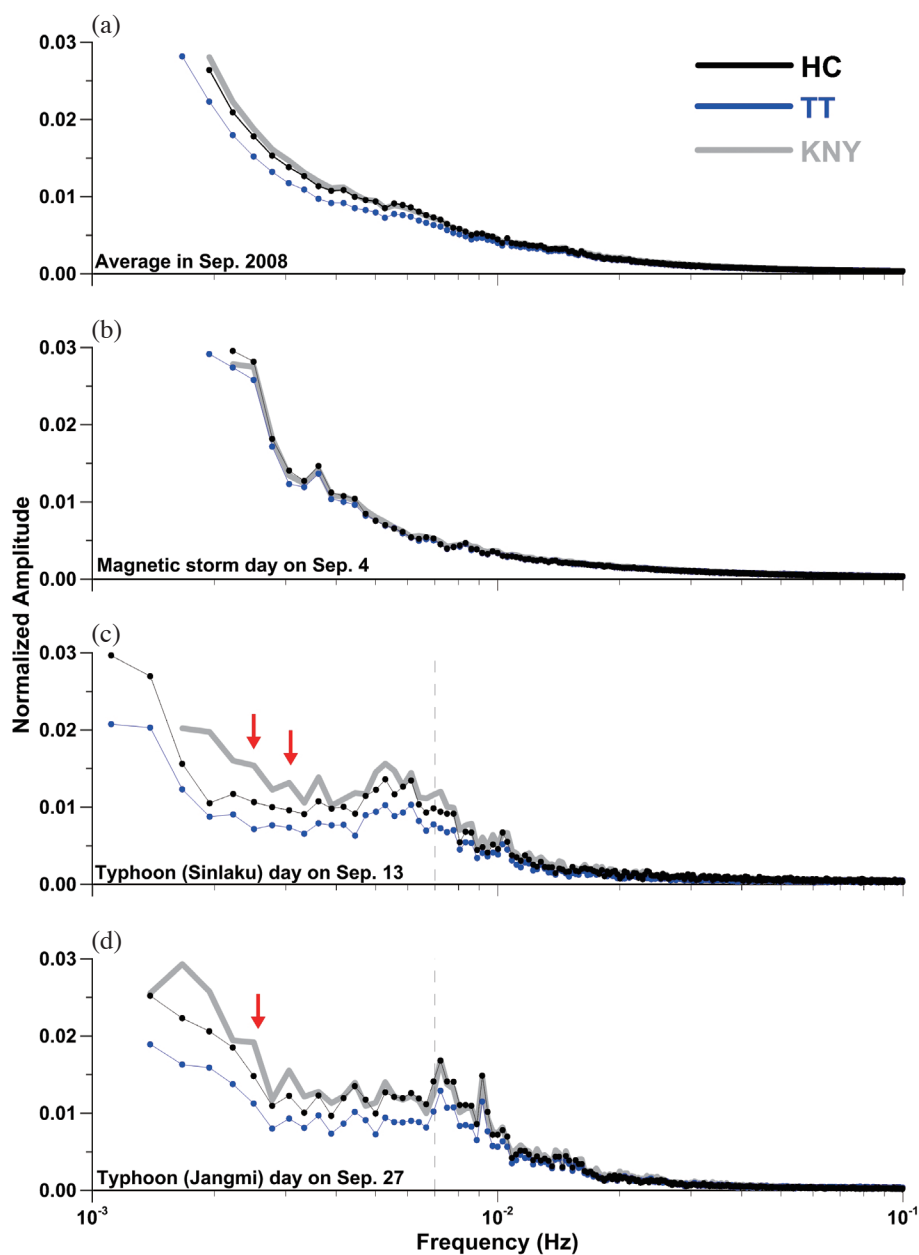 (a)
0.03
0.02
0.01
0.00
HC
TT
KNY
Average in Sep. 2008
(b)
0.03
0.02
0.01
0.00
Magnetic storm day on Sep. 4
Normalized Amplitude
(c)
0.03
0.02
0.01
0.00
Typhoon (Sinlaku) day on Sep. 13
(d)
0.03
0.02
0.01
0.00
Typhoon (Jangmi) day on Sep. 27
10⁻³
10⁻²
10⁻¹
Frequency (Hz)